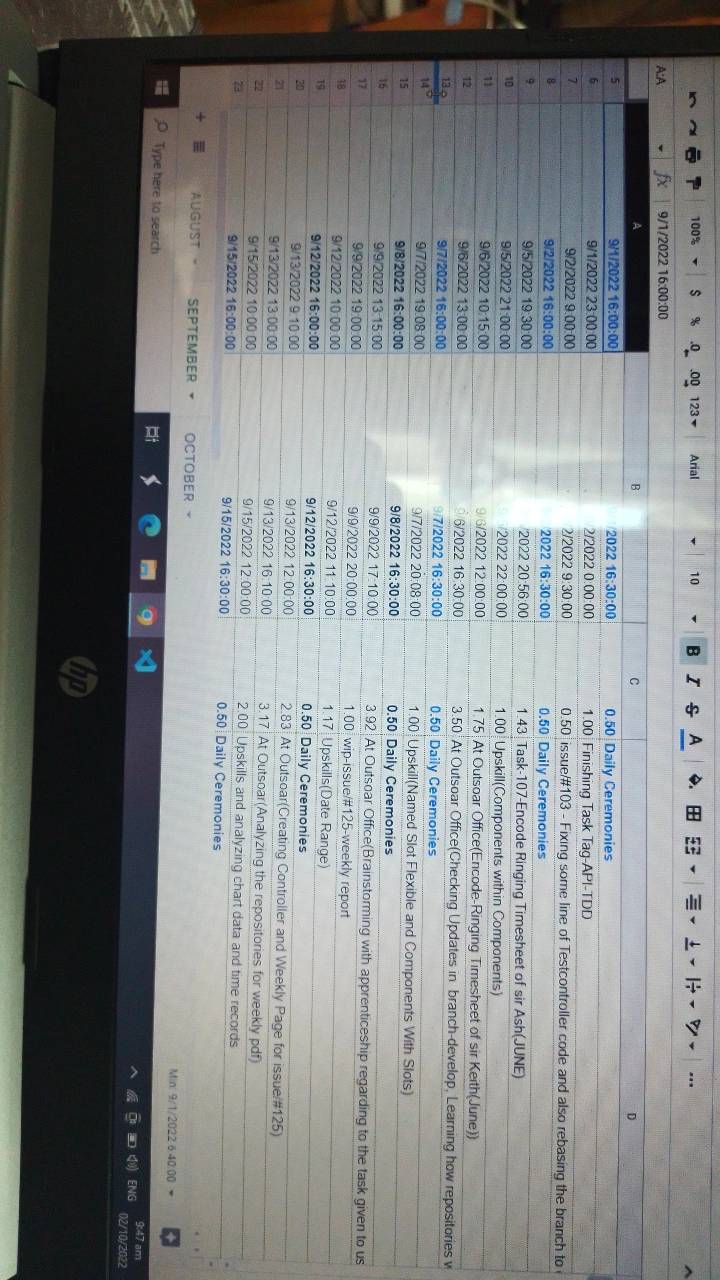 100% $ % .0 .00 123 Arial 10 B I S A
A:A fx 9/1/2022 16:00:00
A B C D
5 9/1/2022 16:00:00 9/1/2022 16:30:00 0.50 Daily Ceremonies
6 9/1/2022 23:00:00 2/2022 0:00:00 1.00 Finishing Task Tag-API-TDD
7 9/2/2022 9:00:00 2/2022 9:30:00 0.50 issue/#103 - Fixing some line of Testcontroller code and also rebasing the branch to
8 9/2/2022 16:00:00 /2022 16:30:00 0.50 Daily Ceremonies
9 9/5/2022 19:30:00 /2022 20:56:00 1.43 Task-107-Encode Ringing Timesheet of sir Ash(JUNE)
10 9/5/2022 21:00:00 /2022 22:00:00 1.00 Upskill(Components within Components)
11 9/6/2022 10:15:00 9/6/2022 12:00:00 1.75 At Outsoar Office(Encode-Ringing Timesheet of sir Keith(June))
12 9/6/2022 13:00:00 9/6/2022 16:30:00 3.50 At Outsoar Office(Checking Updates in branch-develop, Learning how repositories w
13 9/7/2022 16:00:00 9/7/2022 16:30:00 0.50 Daily Ceremonies
14 9/7/2022 19:08:00 9/7/2022 20:08:00 1.00 Upskill(Named Slot Flexible and Components With Slots)
15 9/8/2022 16:00:00 9/8/2022 16:30:00 0.50 Daily Ceremonies
16 9/9/2022 13:15:00 9/9/2022 17:10:00 3.92 At Outsoar Office(Brainstorming with apprenticeship regarding to the task given to us
17 9/9/2022 19:00:00 9/9/2022 20:00:00 1.00 wip-issue/#125-weekly report
18 9/12/2022 10:00:00 9/12/2022 11:10:00 1.17 Upskills(Date Range)
19 9/12/2022 16:00:00 9/12/2022 16:30:00 0.50 Daily Ceremonies
20 9/13/2022 9:10:00 9/13/2022 12:00:00 2.83 At Outsoar(Creating Controller and Weekly Page for issue/#125)
21 9/13/2022 13:00:00 9/13/2022 16:10:00 3.17 At Outsoar(Analyzing the repositories for weekly pdf)
22 9/15/2022 10:00:00 9/15/2022 12:00:00 2.00 Upskills and analyzing chart data and time records
23 9/15/2022 16:00:00 9/15/2022 16:30:00 0.50 Daily Ceremonies
+ AUGUST SEPTEMBER OCTOBER
Min: 9/1/2022 6:40:00
Type here to search
ENG 9:47 am
02/10/2022
hp